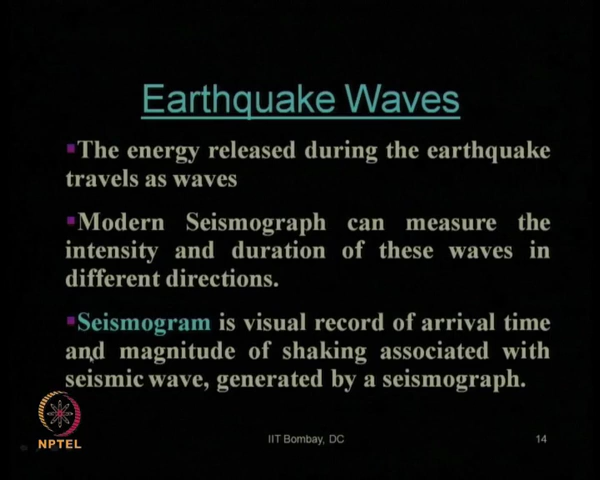 Earthquake Waves
The energy released during the earthquake
travels as waves
Modern Seismograph can measure the
intensity and duration of these waves in
different directions.
Seismogram is visual record of arrival time
and magnitude of shaking associated with
seismic wave, generated by a seismograph.
NPTEL
IIT Bombay, DC
14